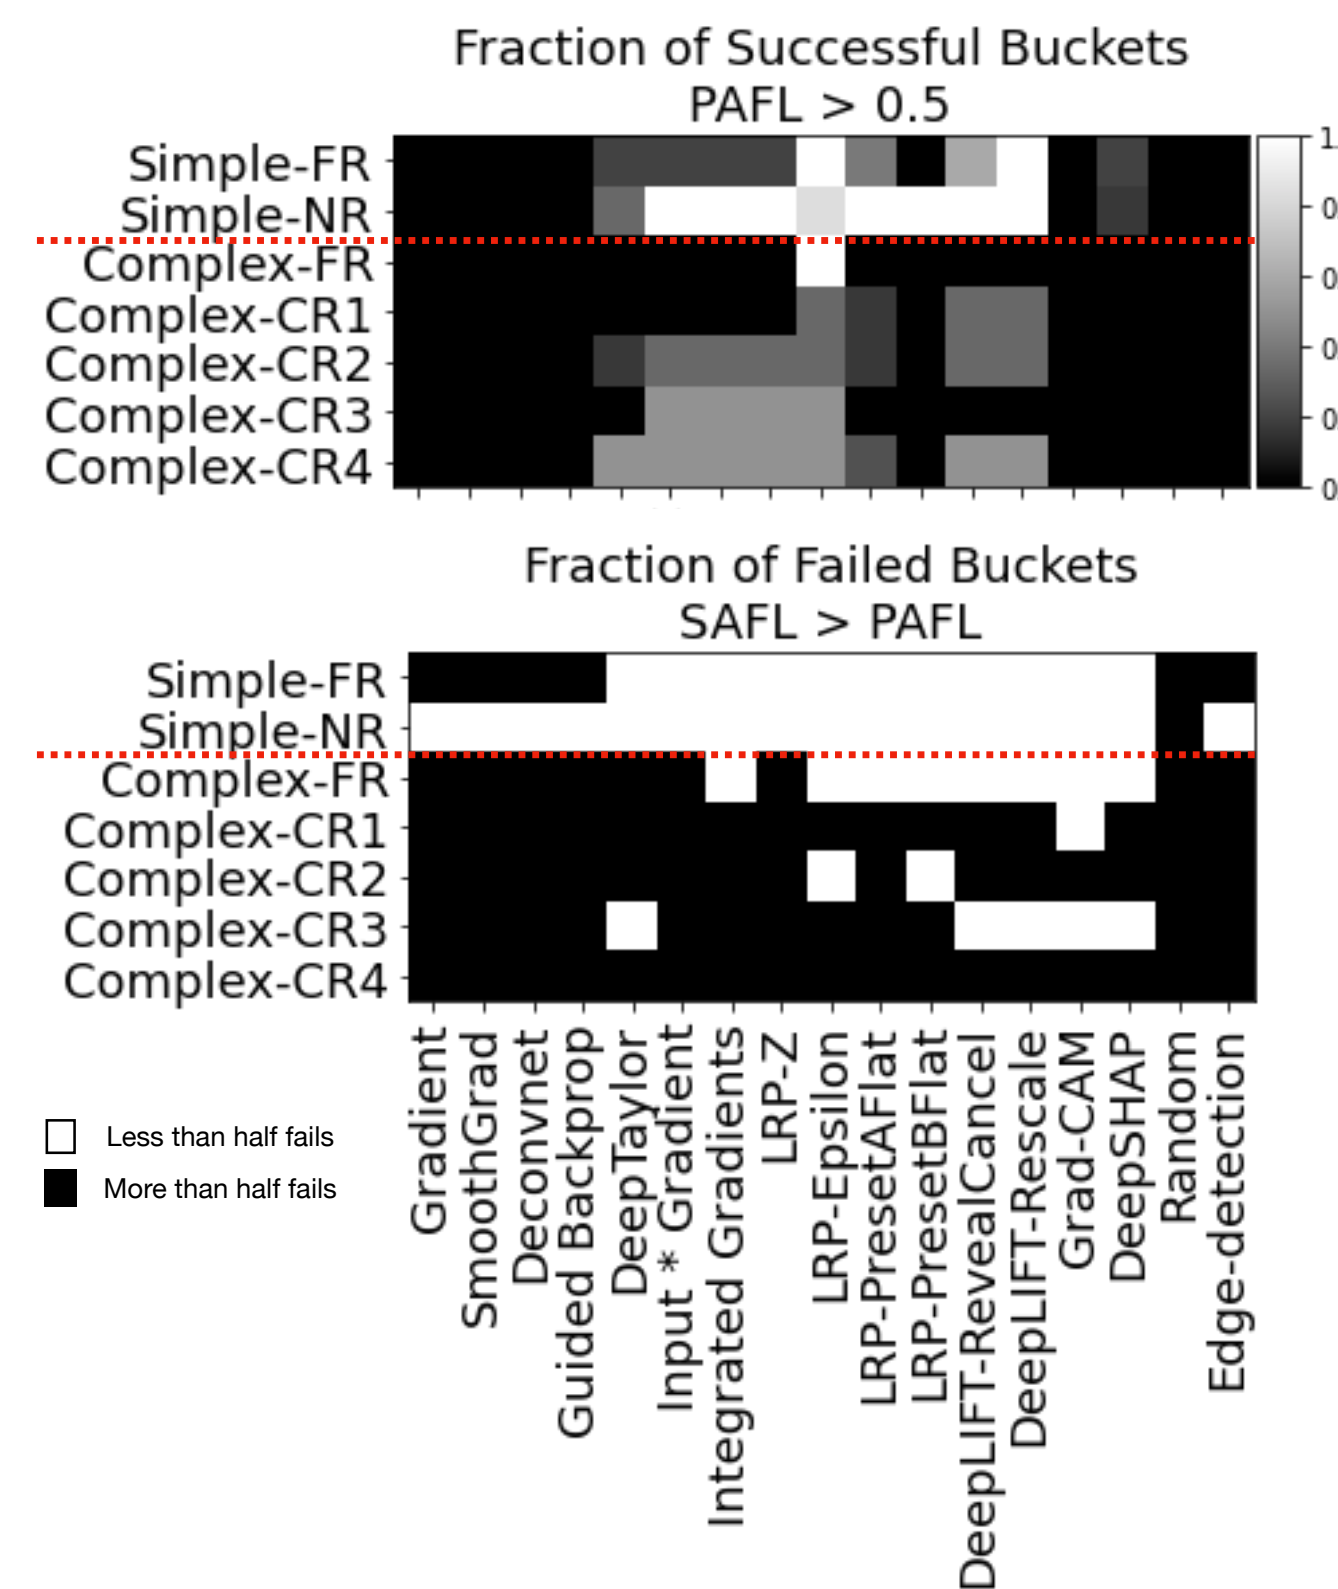 Fraction of Successful Buckets
PAFL > 0.5
Simple-FR
Simple-NR
Complex-FR
Complex-CR1
Complex-CR2
Complex-CR3
Complex-CR4
Fraction of Failed Buckets
SAFL > PAFL
Simple-FR
Simple-NR
Complex-FR
Complex-CR1
Complex-CR2
Complex-CR3
Complex-CR4
Less than half fails
More than half fails
Gradient
SmoothGrad
Deconvnet
Guided Backprop
DeepTaylor
Input * Gradient
Integrated Gradients
LRP-Z
LRP-Epsilon
LRP-PresetAFlat
LRP-PresetBFlat
DeepLIFT-RevealCancel
DeepLIFT-Rescale
Grad-CAM
DeepSHAP
Random
Edge-detection